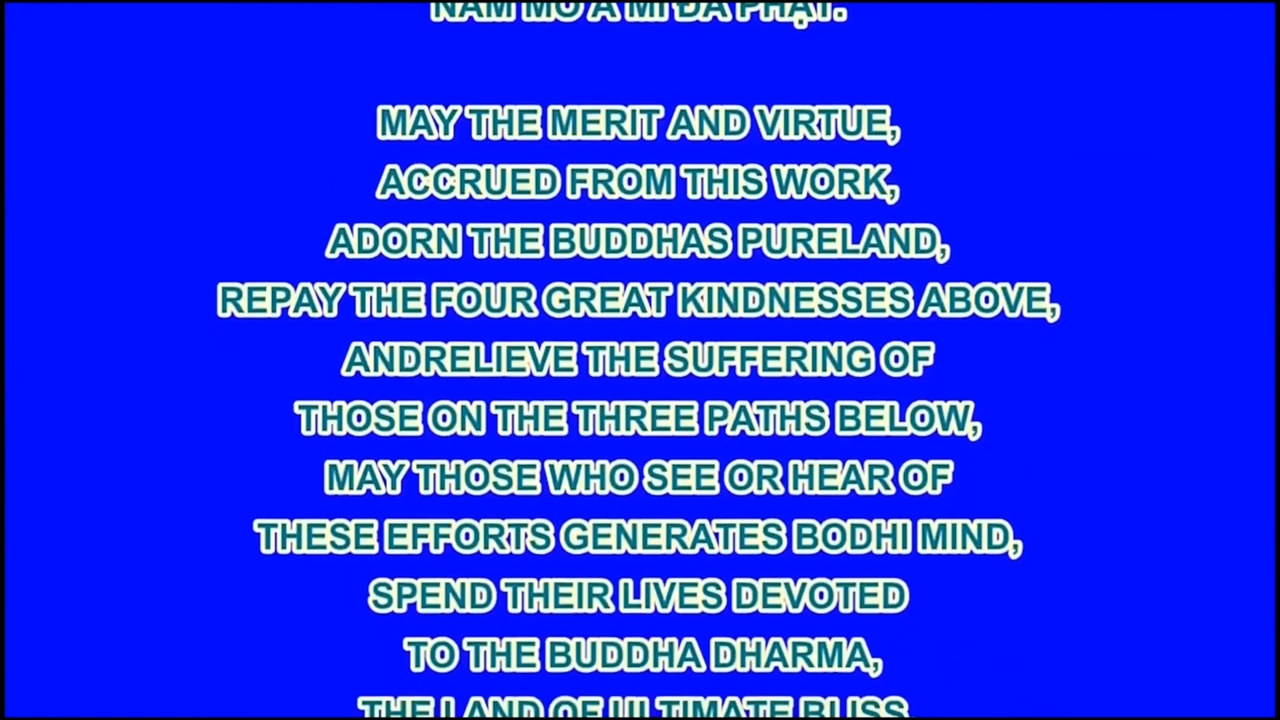 NAM MÔ A MI ĐÀ PHẬT.
MAY THE MERIT AND VIRTUE,
ACCRUED FROM THIS WORK,
ADORN THE BUDDHAS PURELAND,
REPAY THE FOUR GREAT KINDNESSES ABOVE,
ANDRELIEVE THE SUFFERING OF
THOSE ON THE THREE PATHS BELOW,
MAY THOSE WHO SEE OR HEAR OF
THESE EFFORTS GENERATES BODHI MIND,
SPEND THEIR LIVES DEVOTED
TO THE BUDDHA DHARMA,
THE LAND OF ULTIMATE BLISS